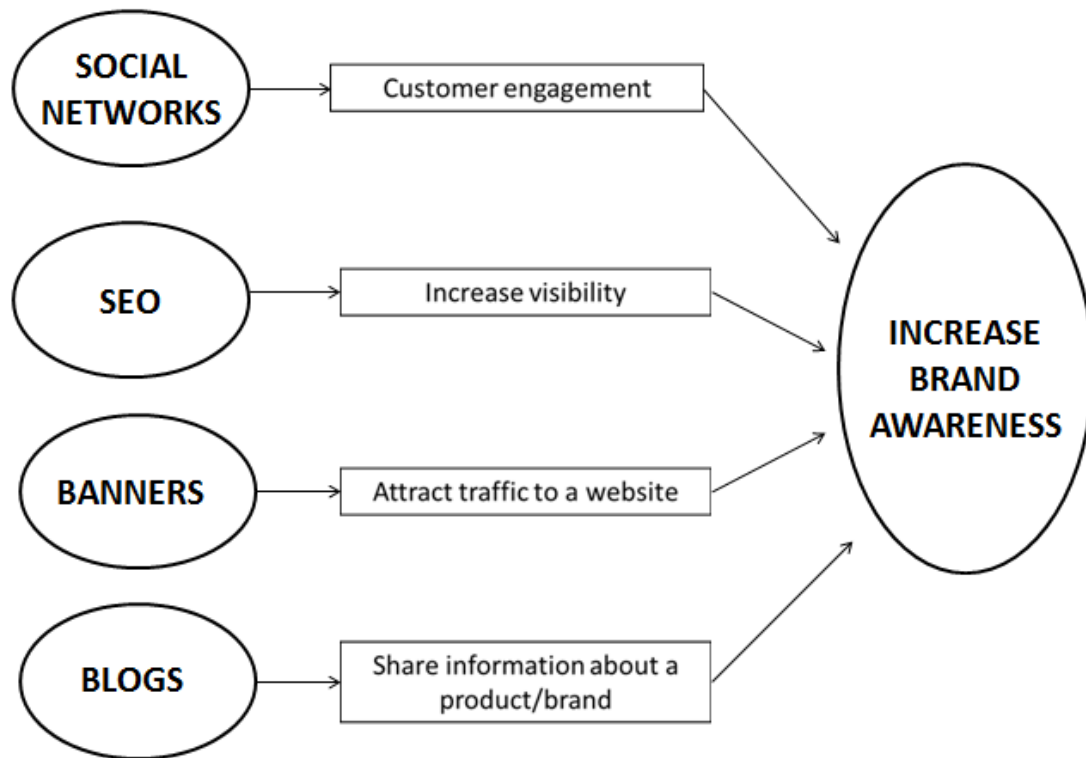 SOCIAL
NETWORKS
Customer engagement
SEO
Increase visibility
BANNERS
Attract traffic to a website
BLOGS
Share information about a
product/brand
INCREASE
BRAND
AWARENESS